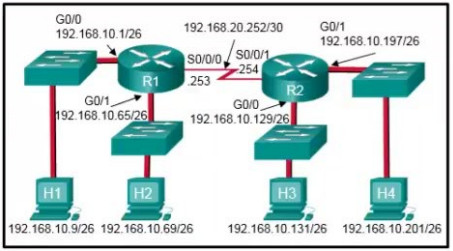 G0/0
192.168.10.1/26
192.168.20.252/30
G0/1
192.168.10.197/26
S0/0/0
S0/0/1
.254
.253
R1
R2
G0/1
192.168.10.65/26
G0/0
192.168.10.129/26
H1
H2
H3
H4
192.168.10.9/26
192.168.10.69/26
192.168.10.131/26
192.168.10.201/26